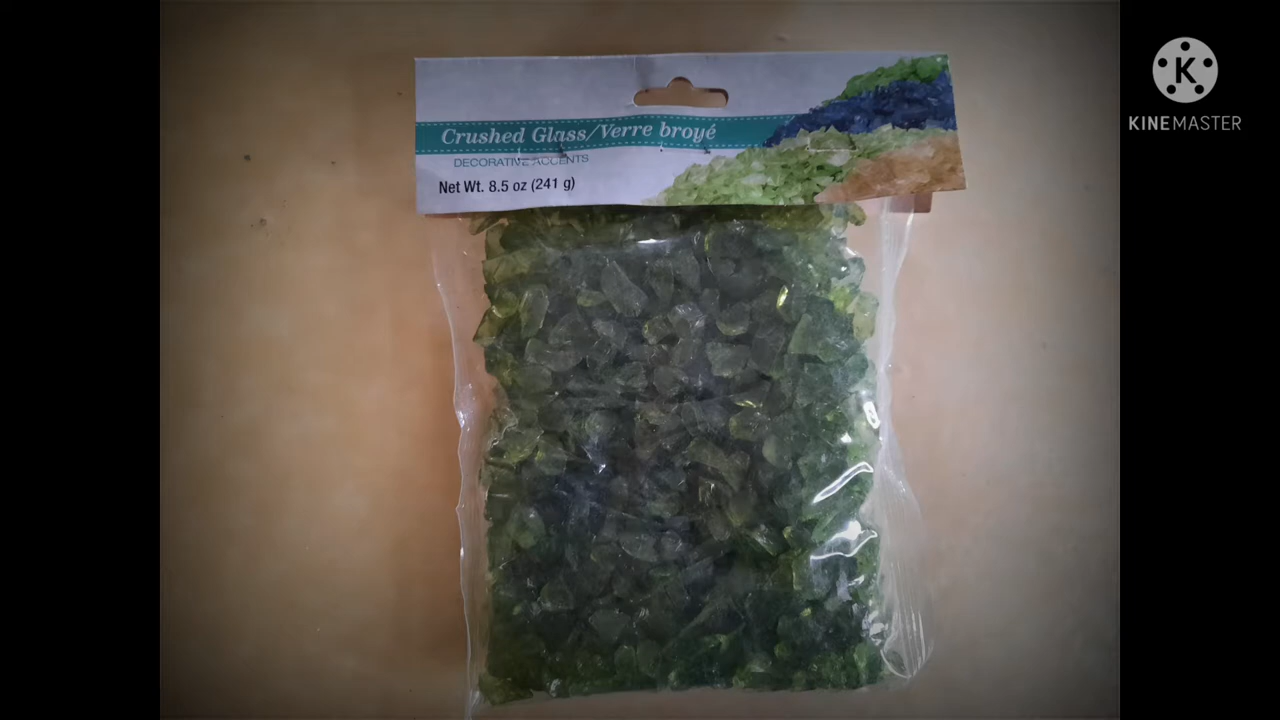 Crushed Glass/Verre broyé
DECORATIVE ACCENTS
Net Wt. 8.5 oz (241 g)
K
KINEMASTER